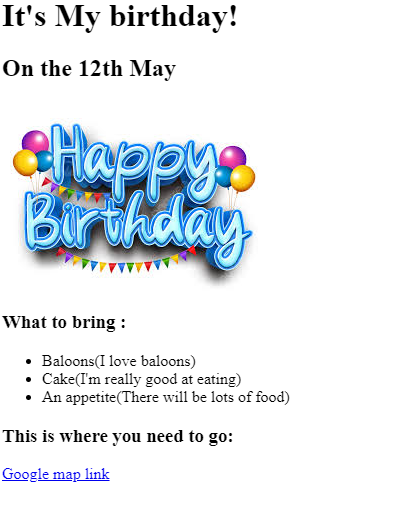 It's My birthday!
On the 12th May
Happy
Birthday
What to bring :
Baloons(I love baloons)
Cake(I'm really good at eating)
An appetite(There will be lots of food)
This is where you need to go:
Google map link